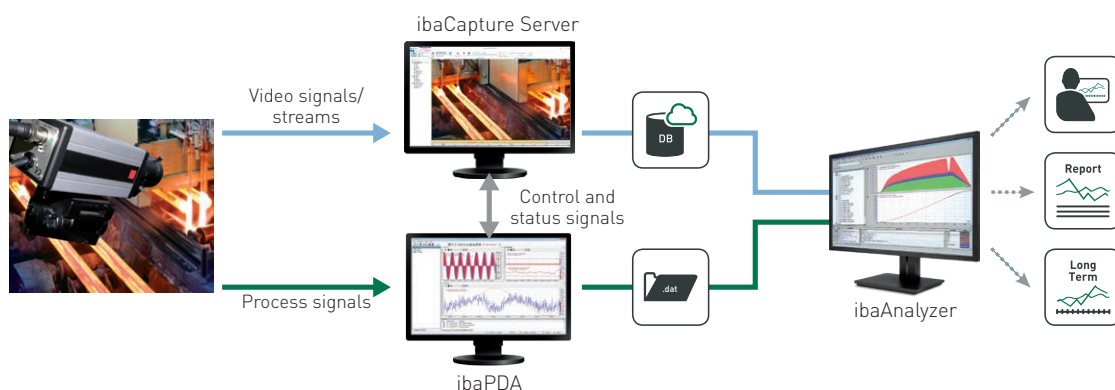 ibaCapture Server
Video signals/
streams
DB
Control and
status signals
Process signals
.dat
ibaPDA
ibaAnalyzer
Report
Long
Term